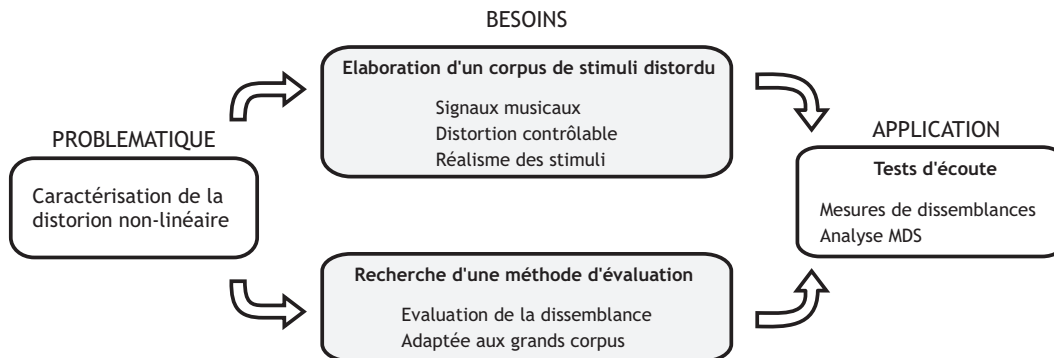 BESOINS
Elaboration d'un corpus de stimuli distordu
Signaux musicaux
Distortion contrôlable
Réalisme des stimuli
PROBLEMATIQUE
Caractérisation de la
distorion non-linéaire
APPLICATION
Tests d'écoute
Mesures de dissemblances
Analyse MDS
Recherche d'une méthode d'évaluation
Evaluation de la dissemblance
Adaptée aux grands corpus